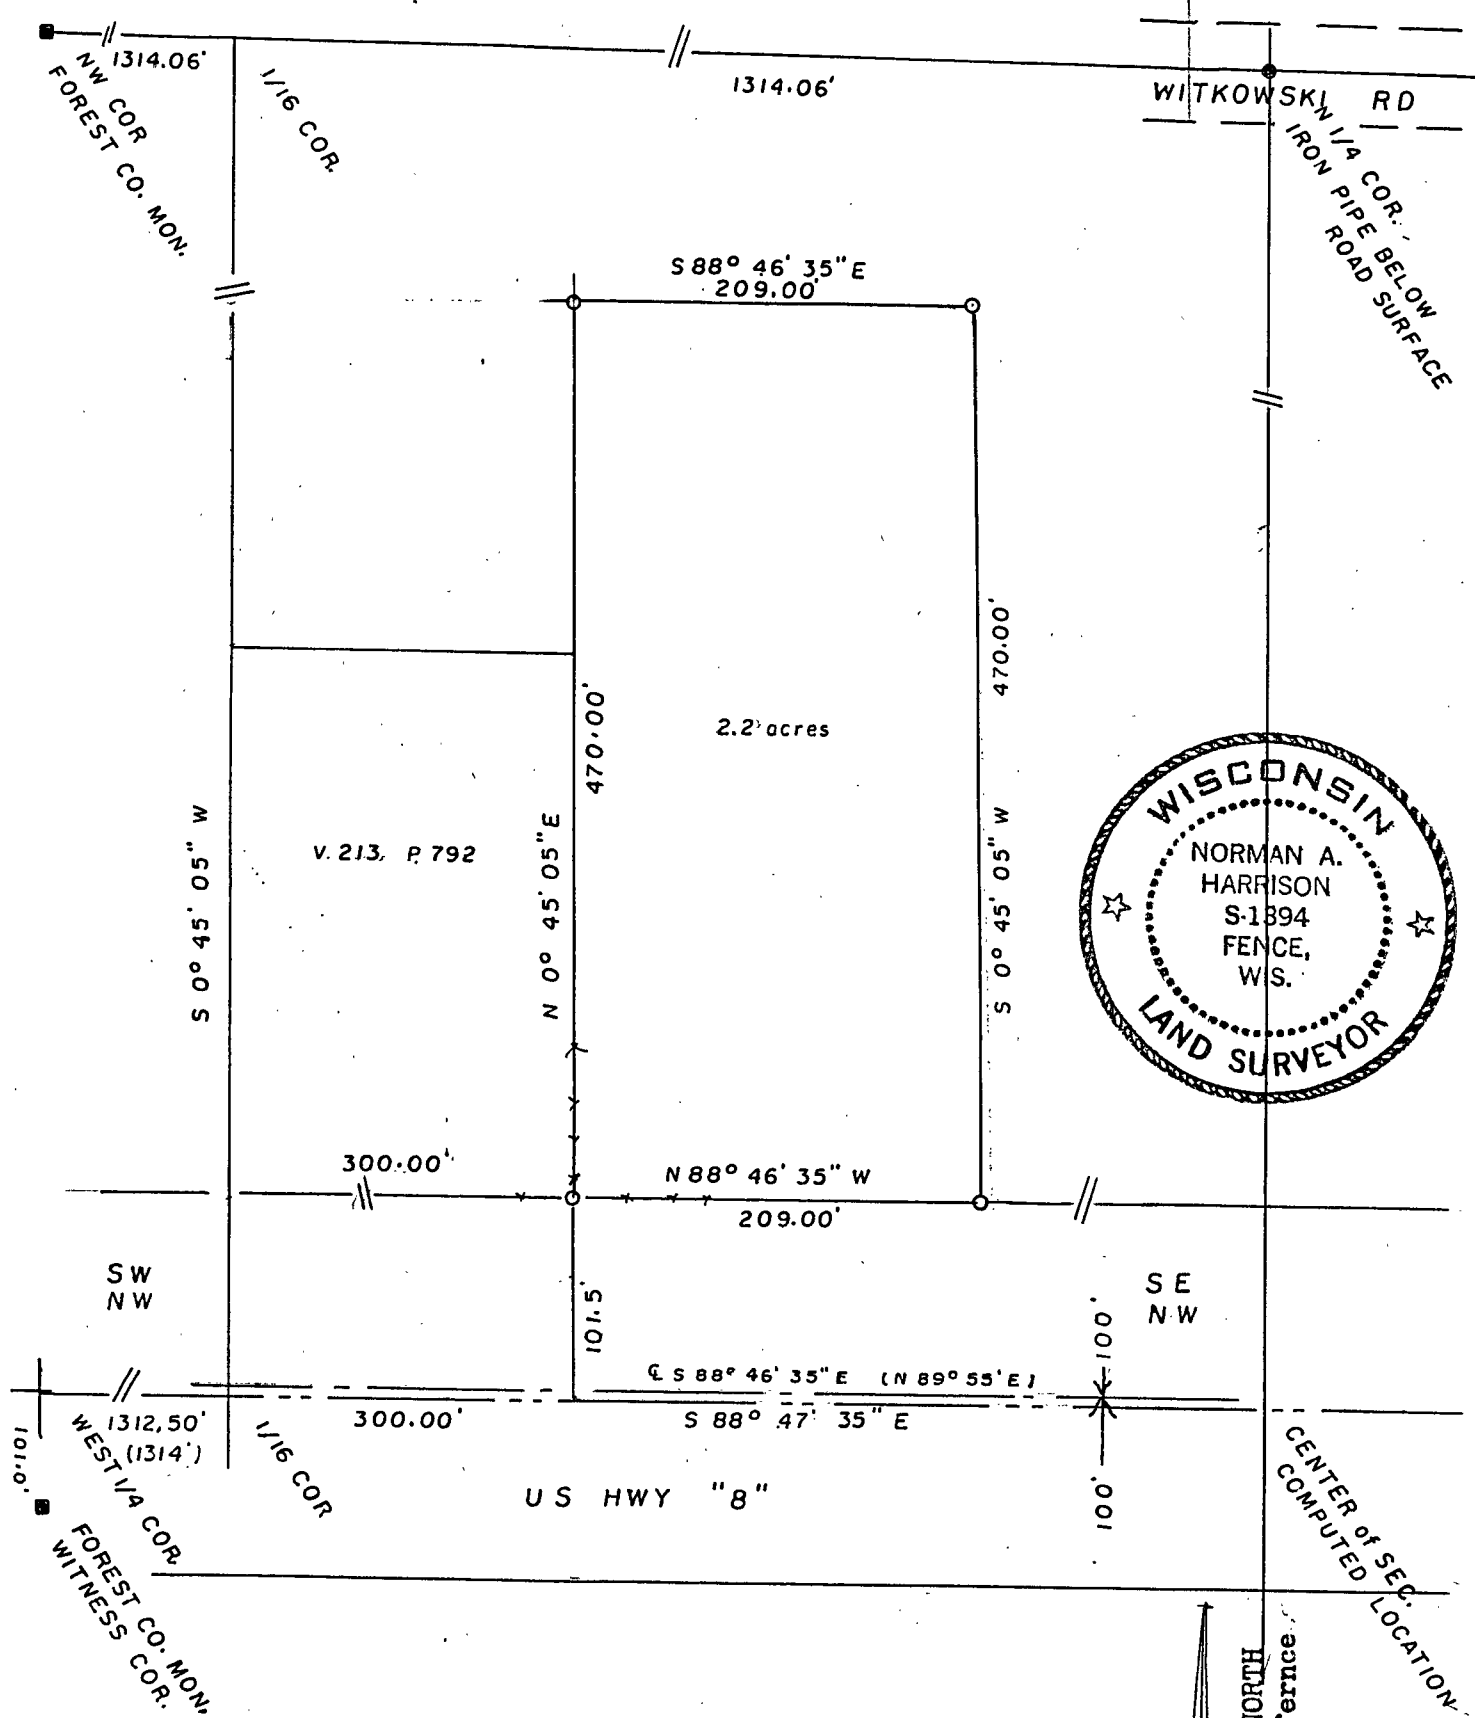 1314.06'
NW COR
FOREST CO. MON.
1/16 COR.
1314.06'
WITKOWSKI RD
N 1/4 COR.
IRON PIPE BELOW
ROAD SURFACE
S 88° 46' 35" E
209.00'
470.00'
N 0° 45' 05" E
2.2 acres
470.00'
S 0° 45' 05" W
S 0° 45' 05" W
V. 213, P. 792
WISCONSIN
NORMAN A.
HARRISON
S-1394
FENCE,
WIS.
LAND SURVEYOR
300.00'
N 88° 46' 35" W
209.00'
SW
NW
101.5'
SE
NW
100'
℄ S 88° 46' 35" E (N 89° 55' E)
1312,50'
(1314')
300.00'
S 88° 47' 35" E
101.0'
WEST 1/4 COR
1/16 COR
US HWY "8"
100'
CENTER of SEC.
COMPUTED LOCATION
FOREST CO. MON.
WITNESS COR.
NORTH